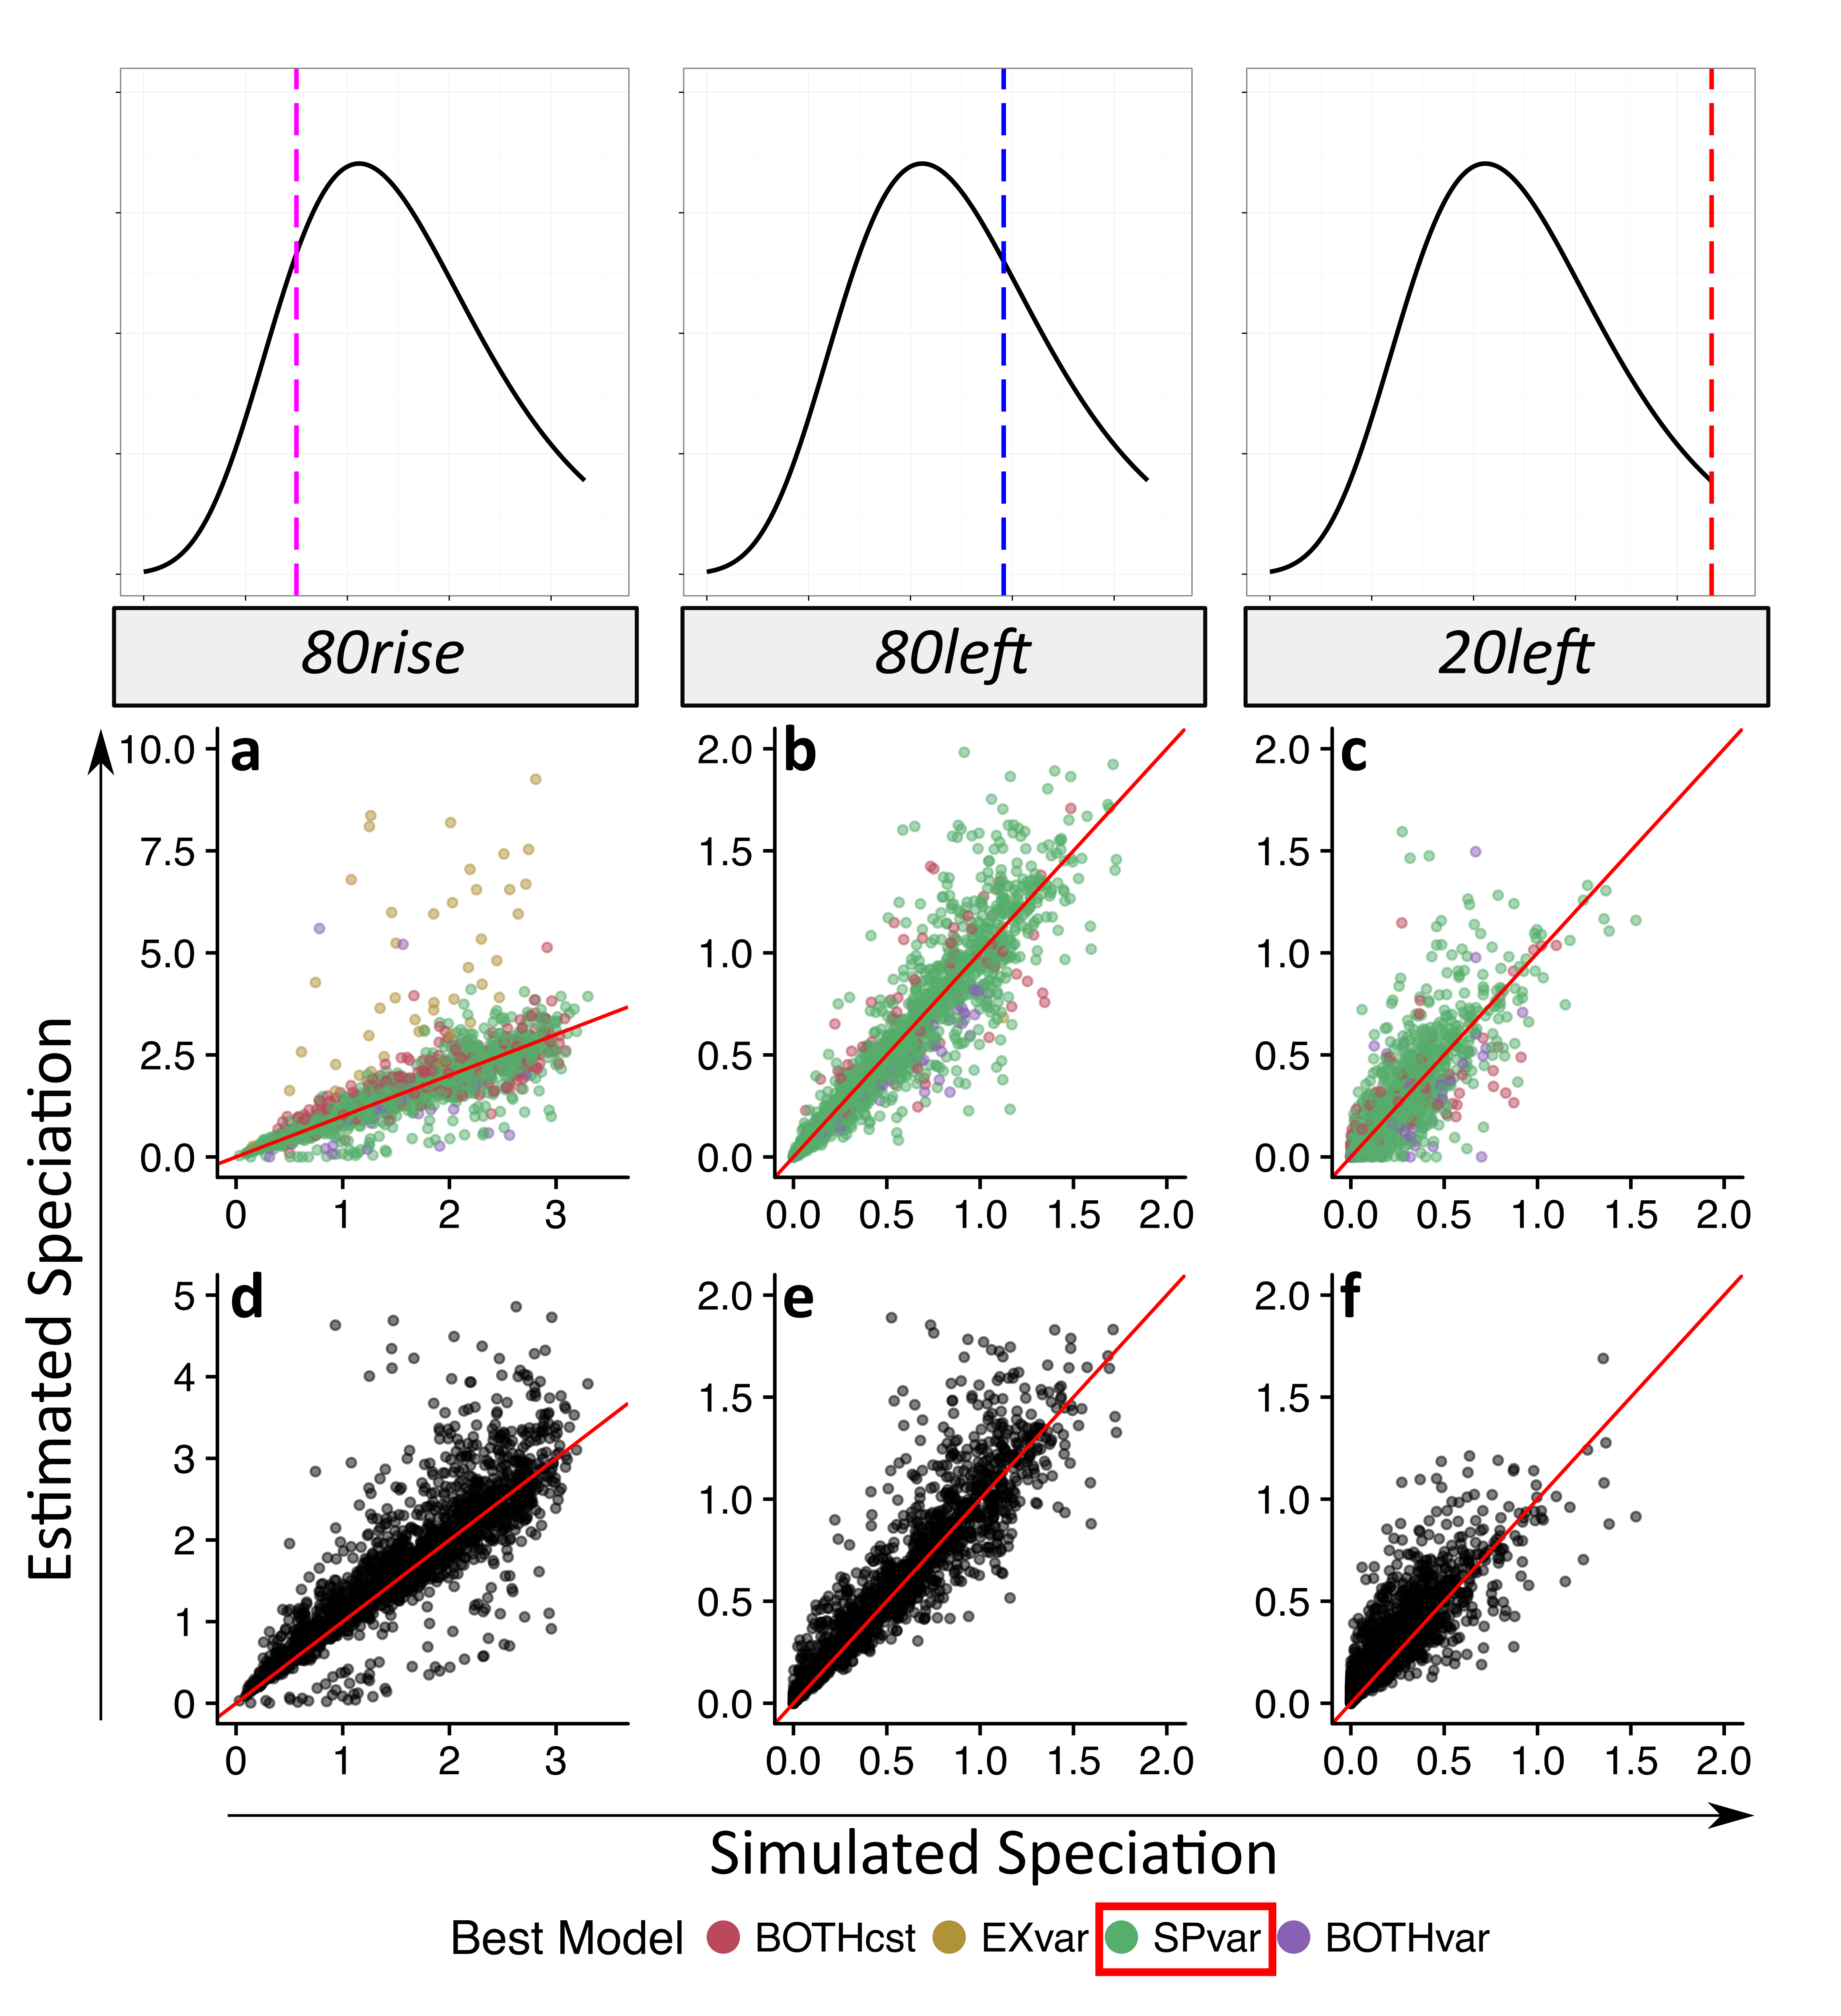 80rise 80left 20left
a b c
10.0 2.0 2.0
7.5 1.5 1.5
5.0 1.0 1.0
2.5 0.5 0.5
0.0 0.0 0.0
0 1 2 3 0.0 0.5 1.0 1.5 2.0 0.0 0.5 1.0 1.5 2.0
Estimated Speciation
d e f
5 2.0 2.0
4 1.5 1.5
3 1.0 1.0
2 0.5 0.5
1 0.0 0.0
0
0 1 2 3 0.0 0.5 1.0 1.5 2.0 0.0 0.5 1.0 1.5 2.0
Simulated Speciation
Best Model BOTHcst EXvar SPvar BOTHvar